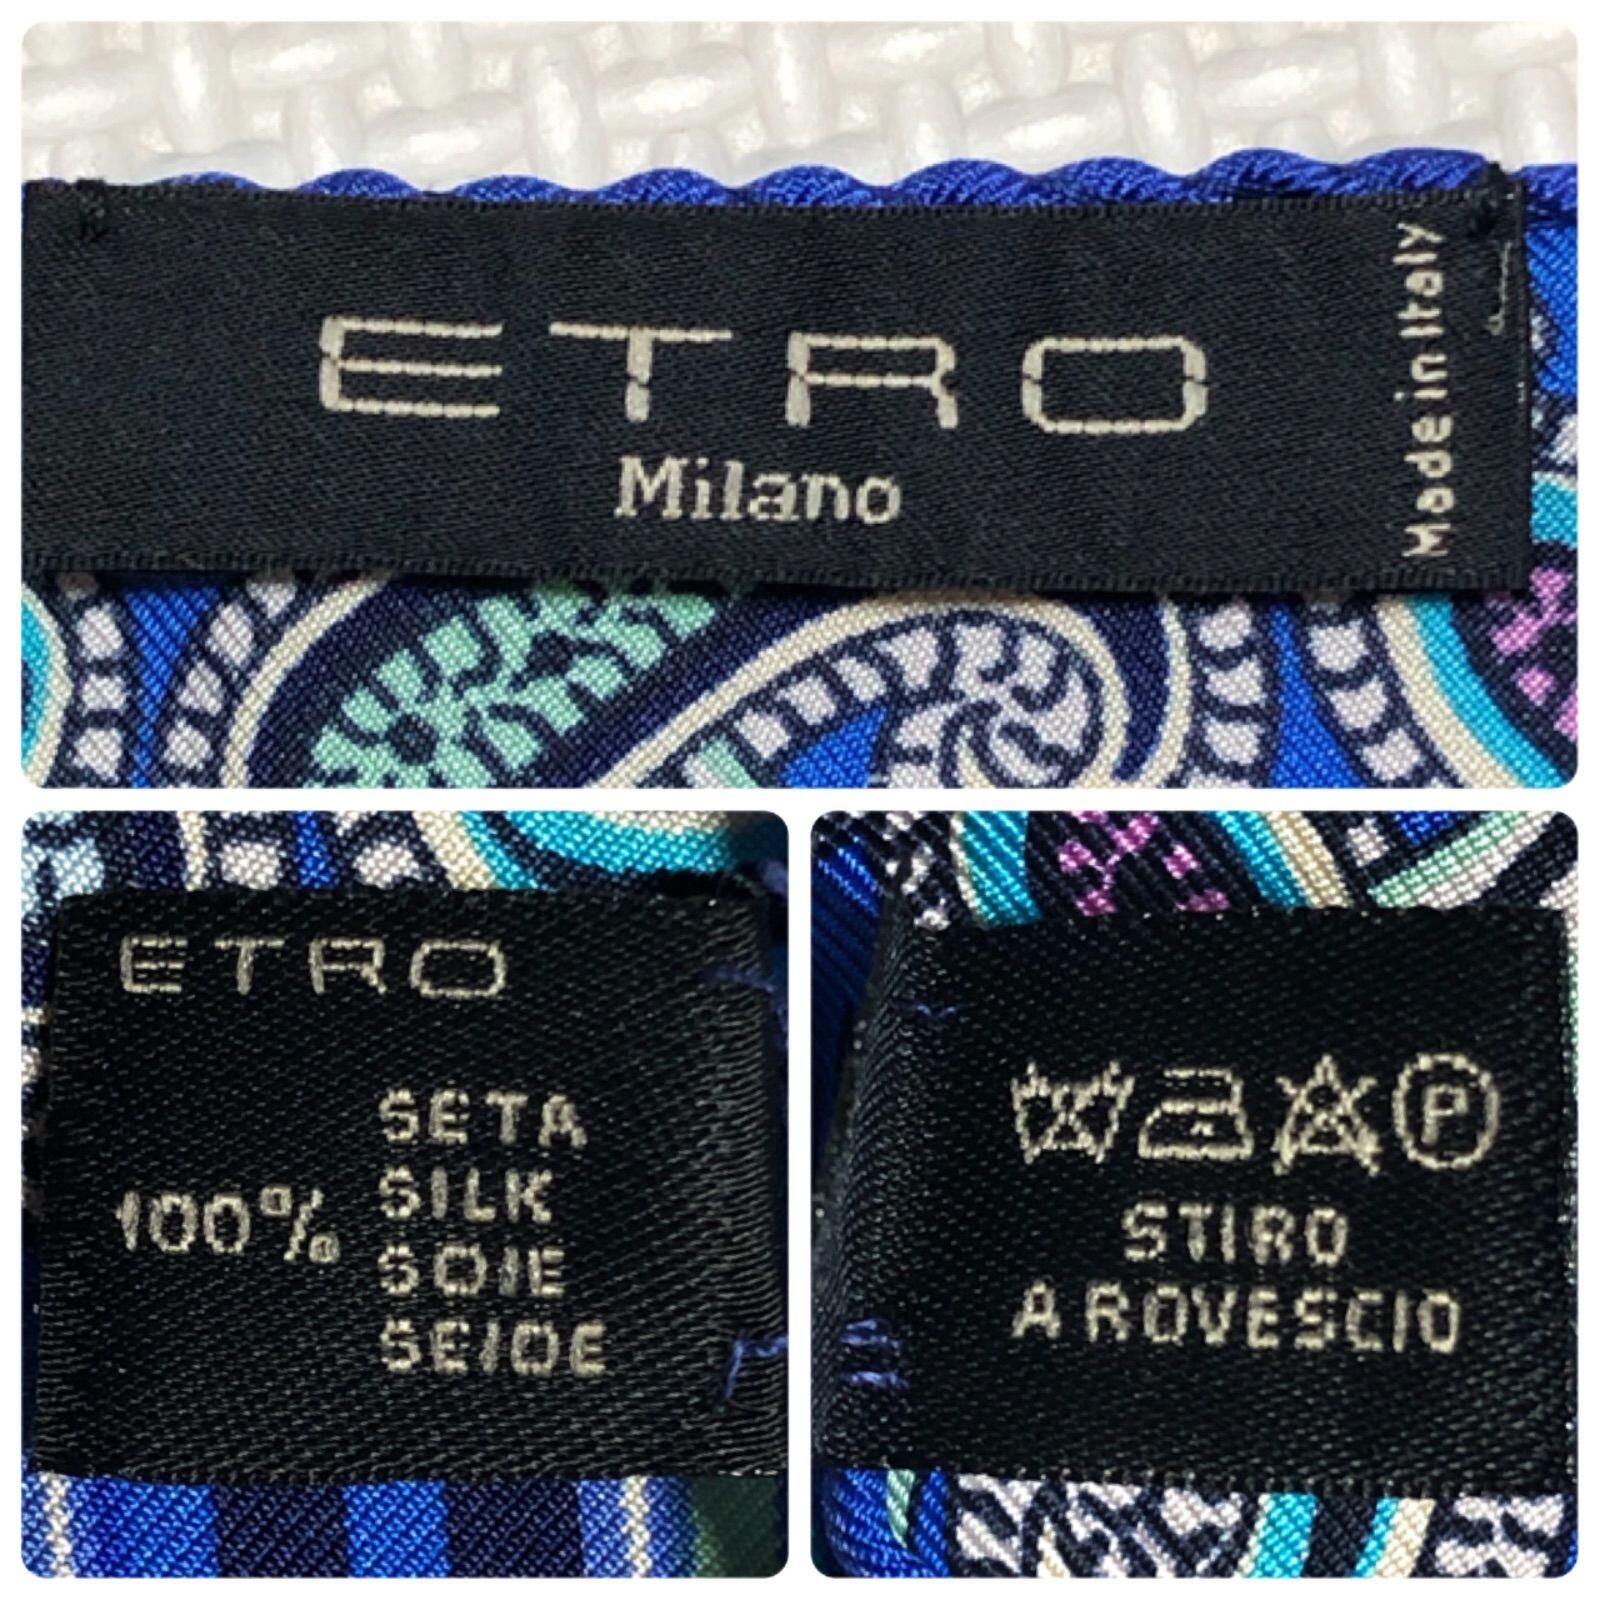 ETRO
Milano
Made in Italy
ETRO
100%
SETA
SILK
SOIE
SEIDE
P
STIRO
A ROVESCIO